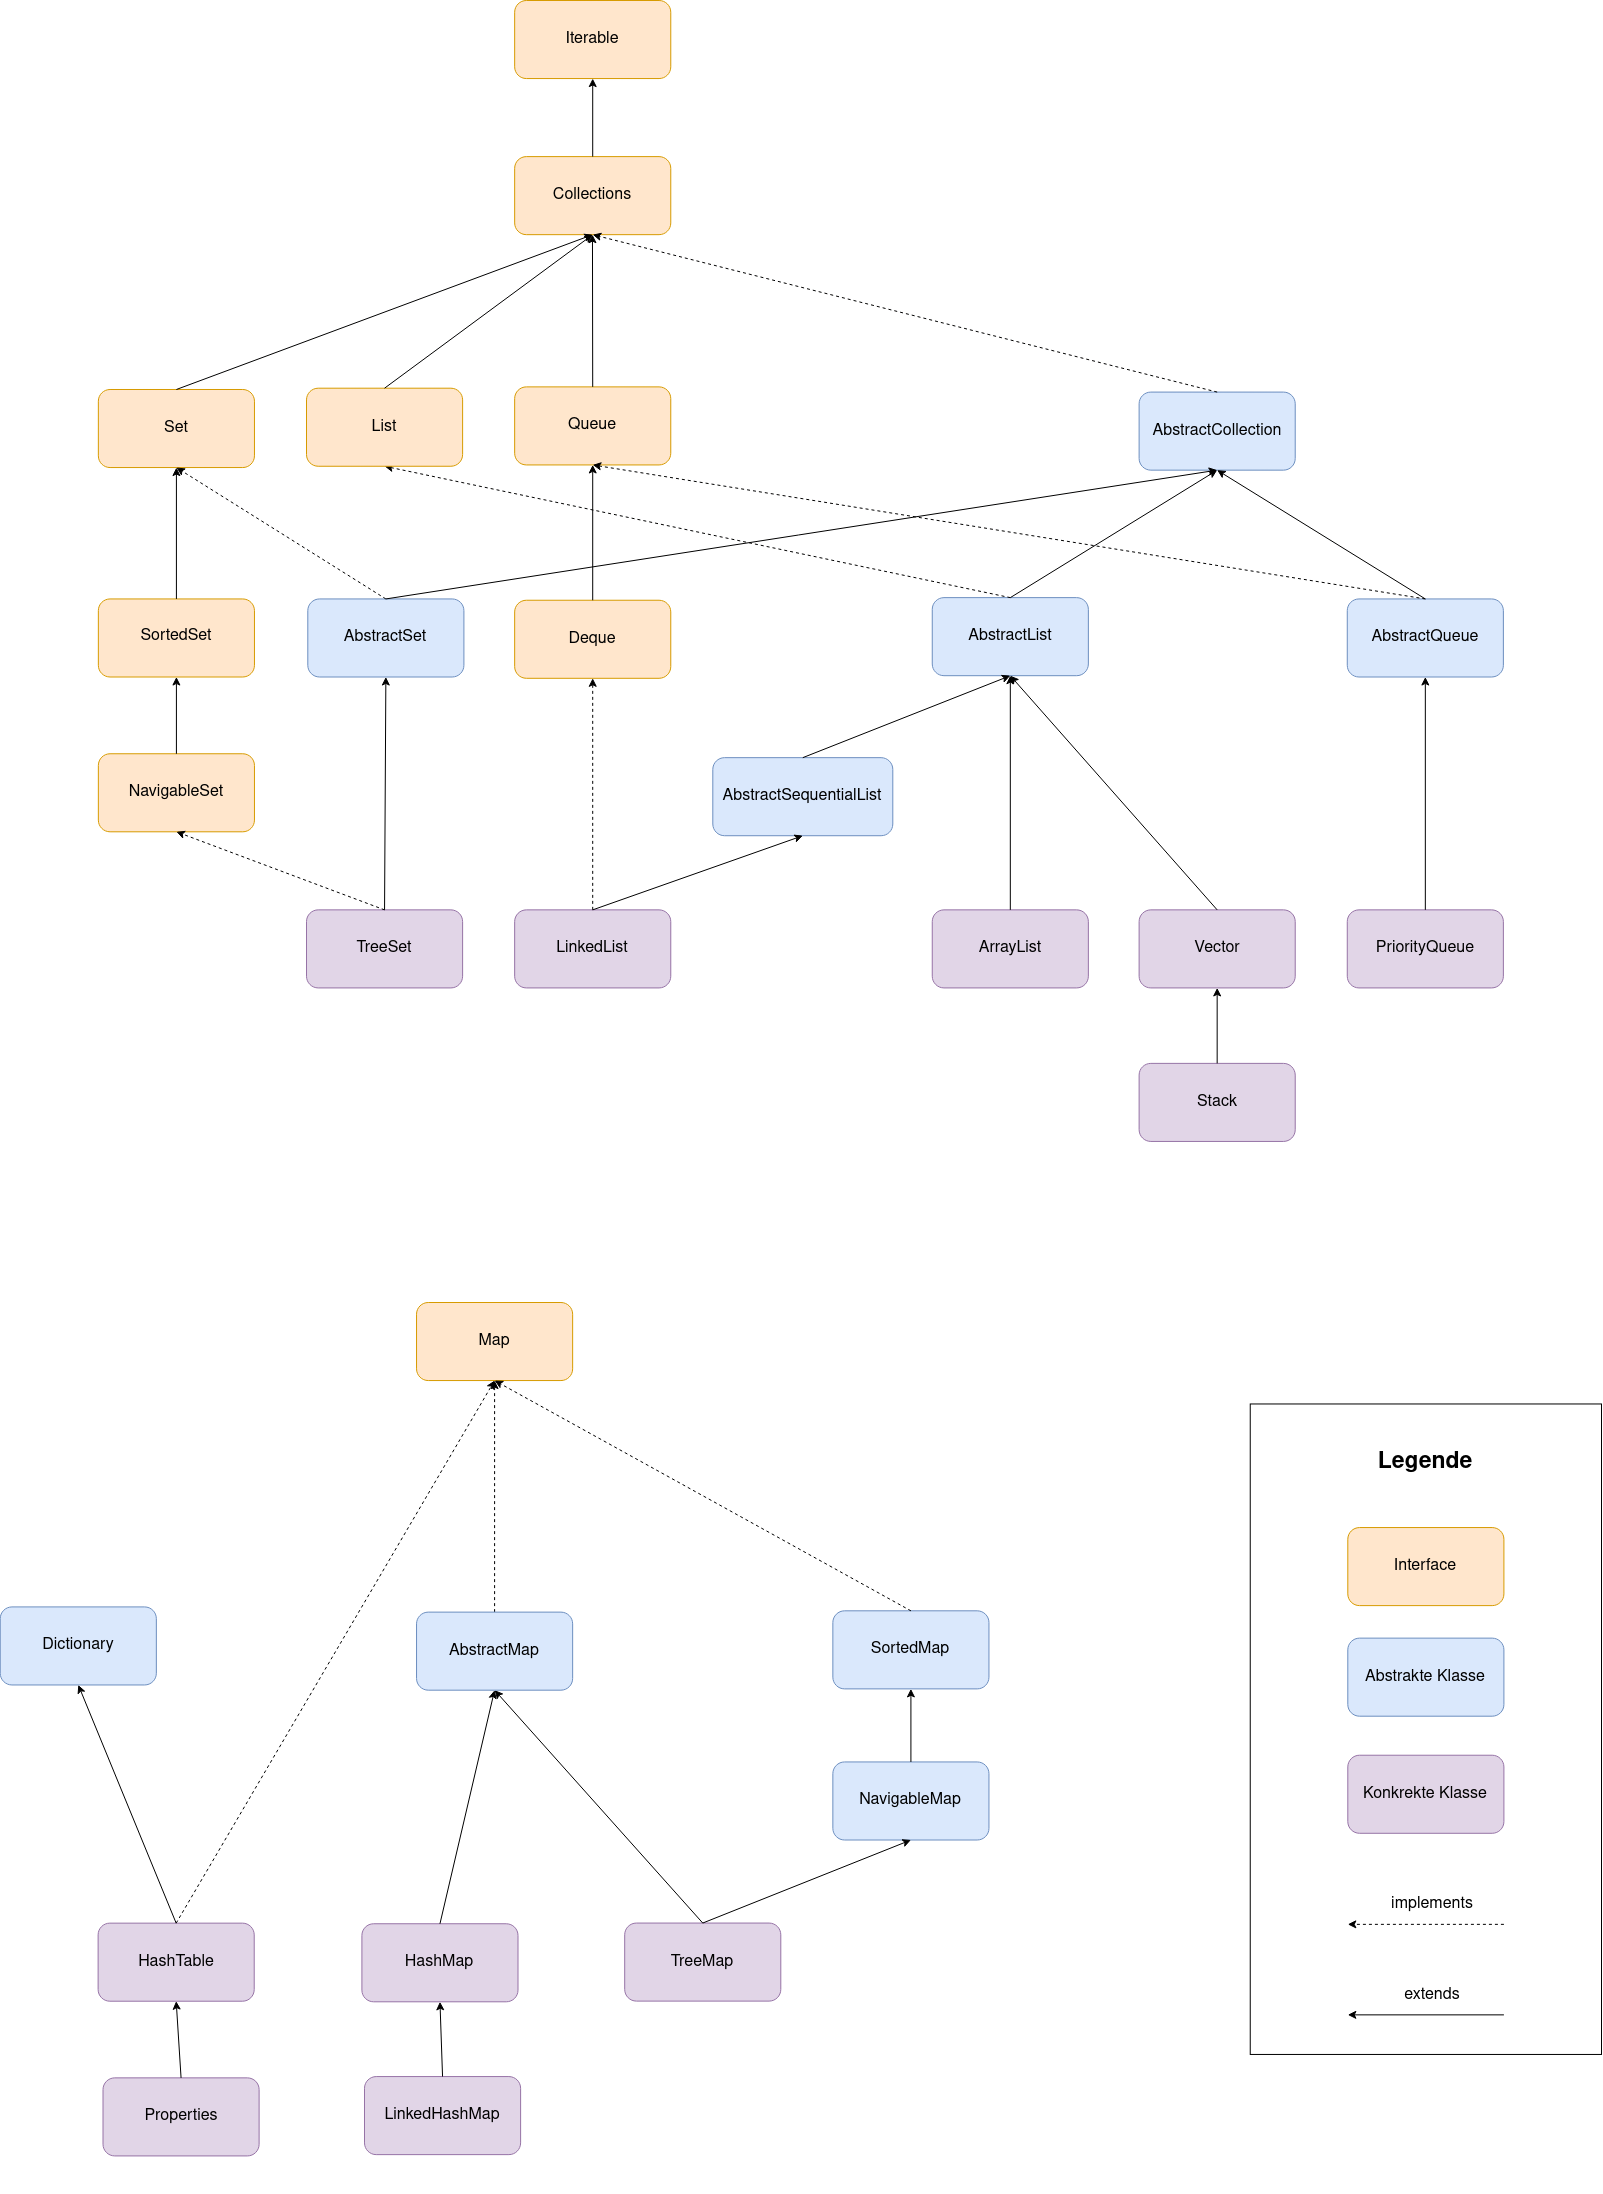 Iterable
Collections
Set
List
Queue
AbstractCollection
SortedSet
AbstractSet
Deque
AbstractList
AbstractQueue
NavigableSet
AbstractSequentialList
TreeSet
LinkedList
ArrayList
Vector
PriorityQueue
Stack
Map
Legende
Interface
Dictionary
AbstractMap
SortedMap
Abstrakte Klasse
NavigableMap
Konkrekte Klasse
implements
HashTable
HashMap
TreeMap
extends
Properties
LinkedHashMap